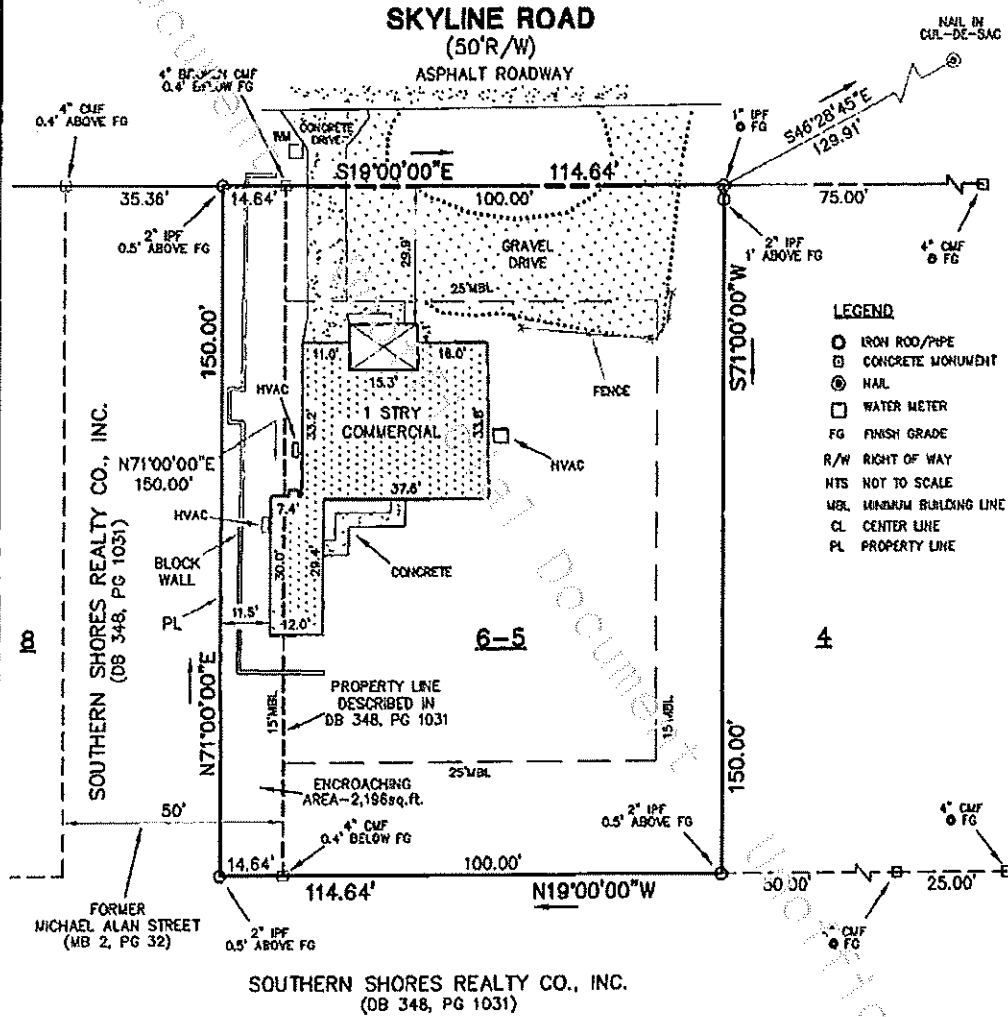 SKYLINE ROAD
(50'R/W)
ASPHALT ROADWAY
NAIL IN
CUL-DE-SAC
4" BROKEN CMF
0.4' BELOW FG
4" CMF
0.4' ABOVE FG
WM
CONCRETE
DRIVE
1" IPF
@ FG
S46°28'45"E
129.91'
S19°00'00"E
114.64'
35.36'
14.64'
100.00'
75.00'
2" IPF
0.5' ABOVE FG
29.9'
GRAVEL
DRIVE
2" IPF
1' ABOVE FG
4" CMF
@ FG
25'MBL
LEGEND
IRON ROD/PIPE
CONCRETE MONUMENT
NAIL
WATER METER
FG FINISH GRADE
R/W RIGHT OF WAY
NTS NOT TO SCALE
MBL MINIMUM BUILDING LINE
CL CENTER LINE
PL PROPERTY LINE
150.00'
S71°00'00"W
11.0'
18.0'
15.3'
FENCE
HVAC
33.2'
1 STRY
COMMERCIAL
33.8'
HVAC
N71°00'00"E
150.00'
37.6'
7.4'
HVAC
BLOCK
WALL
30.0'
29.4'
CONCRETE
PL
11.5'
12.0'
SOUTHERN SHORES REALTY CO., INC.
(DB 348, PG 1031)
8
6-5
4
N71°00'00"E
15'MBL
PROPERTY LINE
DESCRIBED IN
DB 348, PG 1031
15'MBL
25'MBL
150.00'
ENCROACHING
AREA-2,196sq.ft.
50'
4" CMF
0.4' BELOW FG
2" IPF
0.5' ABOVE FG
4" CMF
@ FG
14.64'
100.00'
114.64'
N19°00'00"W
50.00'
25.00'
FORMER
MICHAEL ALAN STREET
(MB 2, PG 32)
2" IPF
0.5' ABOVE FG
CMF
@ FG
SOUTHERN SHORES REALTY CO., INC.
(DB 348, PG 1031)
Document